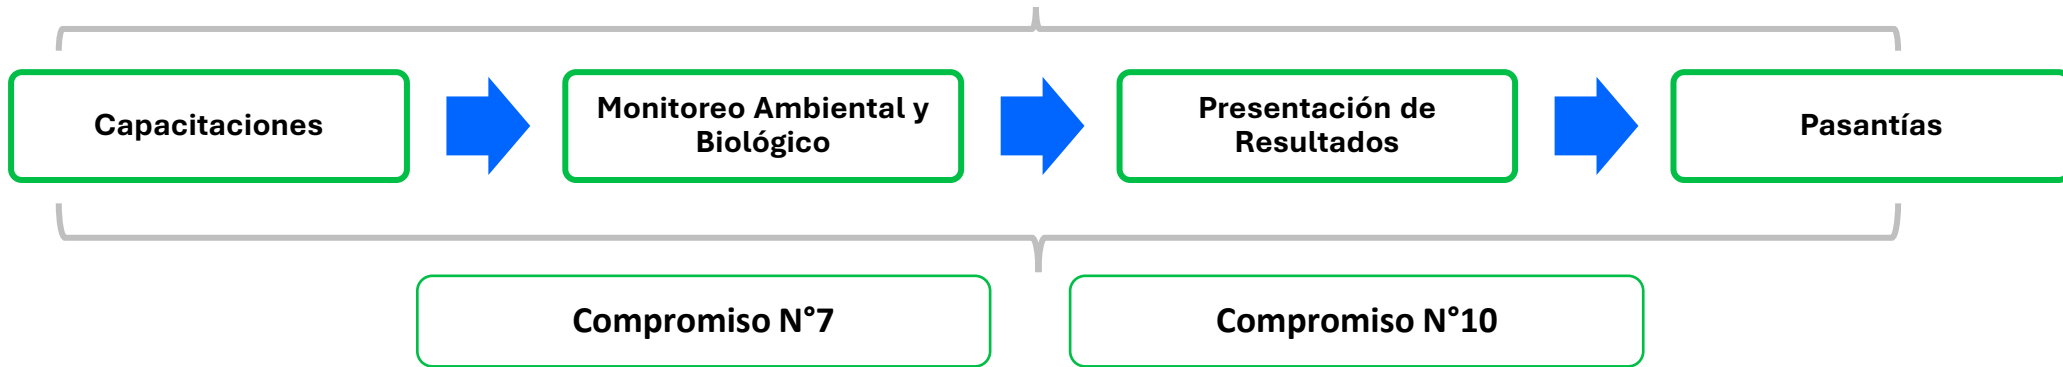 Capacitaciones
Monitoreo Ambiental y
Biológico
Presentación de
Resultados
Pasantías
Compromiso N°7
Compromiso N°10